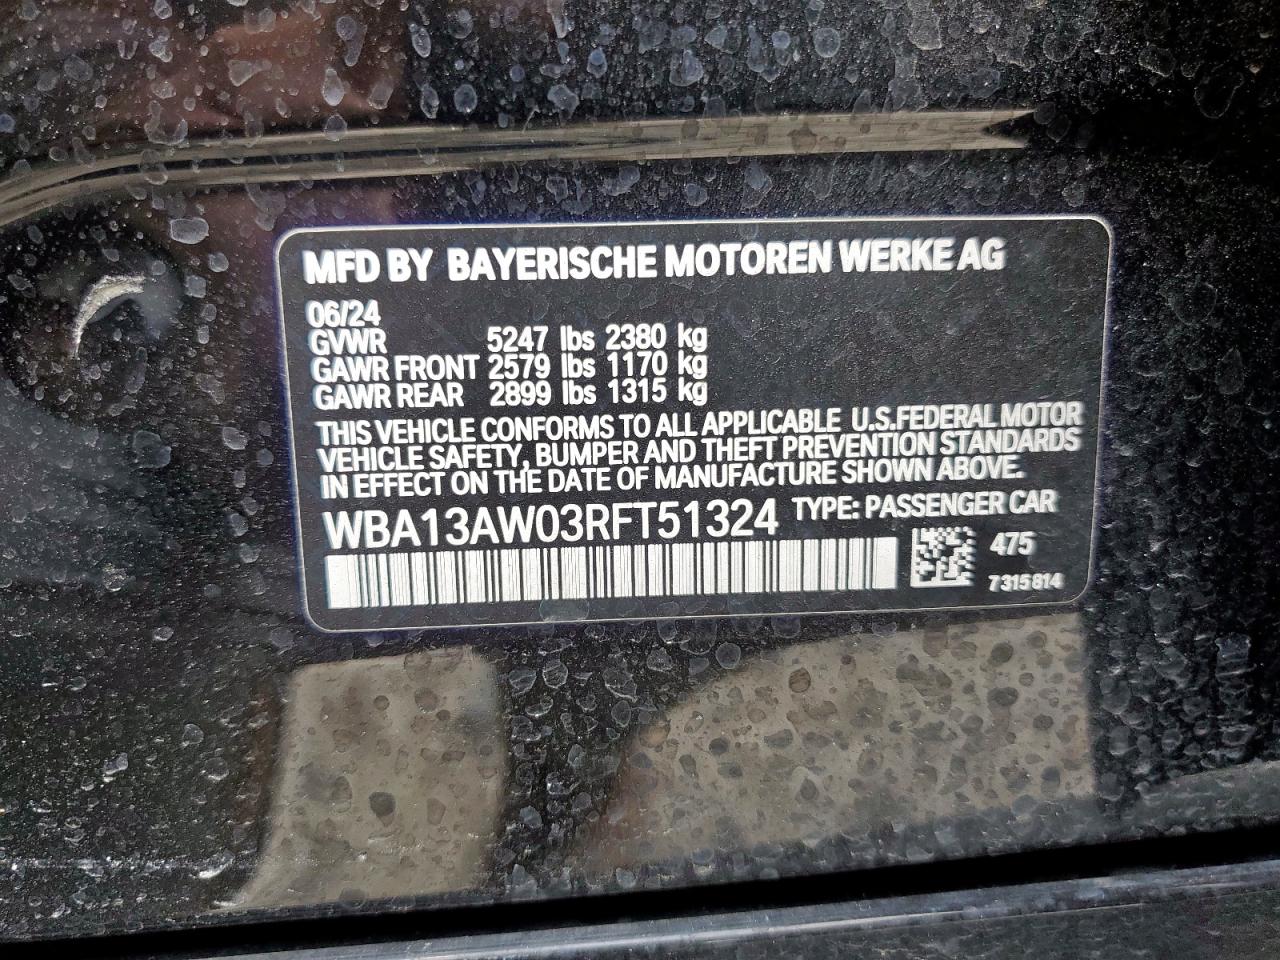 MFD BY BAYERISCHE MOTOREN WERKE AG
06/24
GVWR 5247 lbs 2380 kg
GAWR FRONT 2579 lbs 1170 kg
GAWR REAR 2899 lbs 1315 kg
THIS VEHICLE CONFORMS TO ALL APPLICABLE U.S.FEDERAL MOTOR
VEHICLE SAFETY, BUMPER AND THEFT PREVENTION STANDARDS
IN EFFECT ON THE DATE OF MANUFACTURE SHOWN ABOVE.
WBA13AW03RFT51324 TYPE: PASSENGER CAR
475
7315814